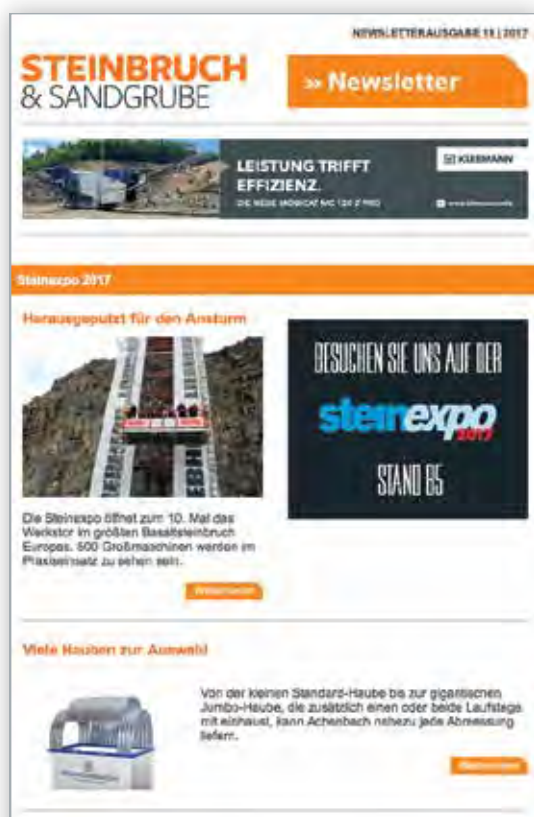 NEWSLETTERAUSGABE 11 | 2017
STEINBRUCH
& SANDGRUBE
» Newsletter
LEISTUNG TRIFFT
EFFIZIENZ.
KLEEMANN
Steinexpo 2017
Herausgeputzt für den Ansturm
BESUCHEN SIE UNS AUF DER
steinexpo
2017
STAND B5
Die Steinexpo öffnet zum 10. Mal das
Werkstor im größten Basaltsteinbruch
Europas. 500 Großmaschinen werden im
Praxiseinsatz zu sehen sein.
Weiterlesen
Viele Hauben zur Auswahl
Von der kleinen Standard-Haube bis zur gigantischen
Jumbo-Haube, die zusätzlich einen oder beide Laufstege
mit einhaust, kann Achenbach nahezu jede Abmessung
liefern.
Weiterlesen